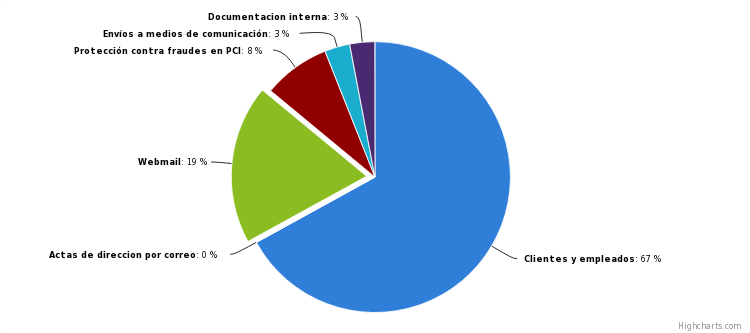 Documentacion interna: 3 %
Envíos a medios de comunicación: 3 %
Protección contra fraudes en PCI: 8 %
Webmail: 19 %
Actas de direccion por correo: 0 %
Clientes y empleados: 67 %
Highcharts.com